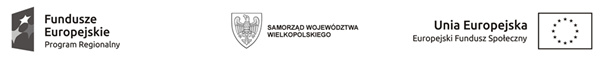 Fundusze
Europejskie
Program Regionalny
SAMORZĄD WOJEWÓDZTWA
WIELKOPOLSKIEGO
Unia Europejska
Europejski Fundusz Społeczny